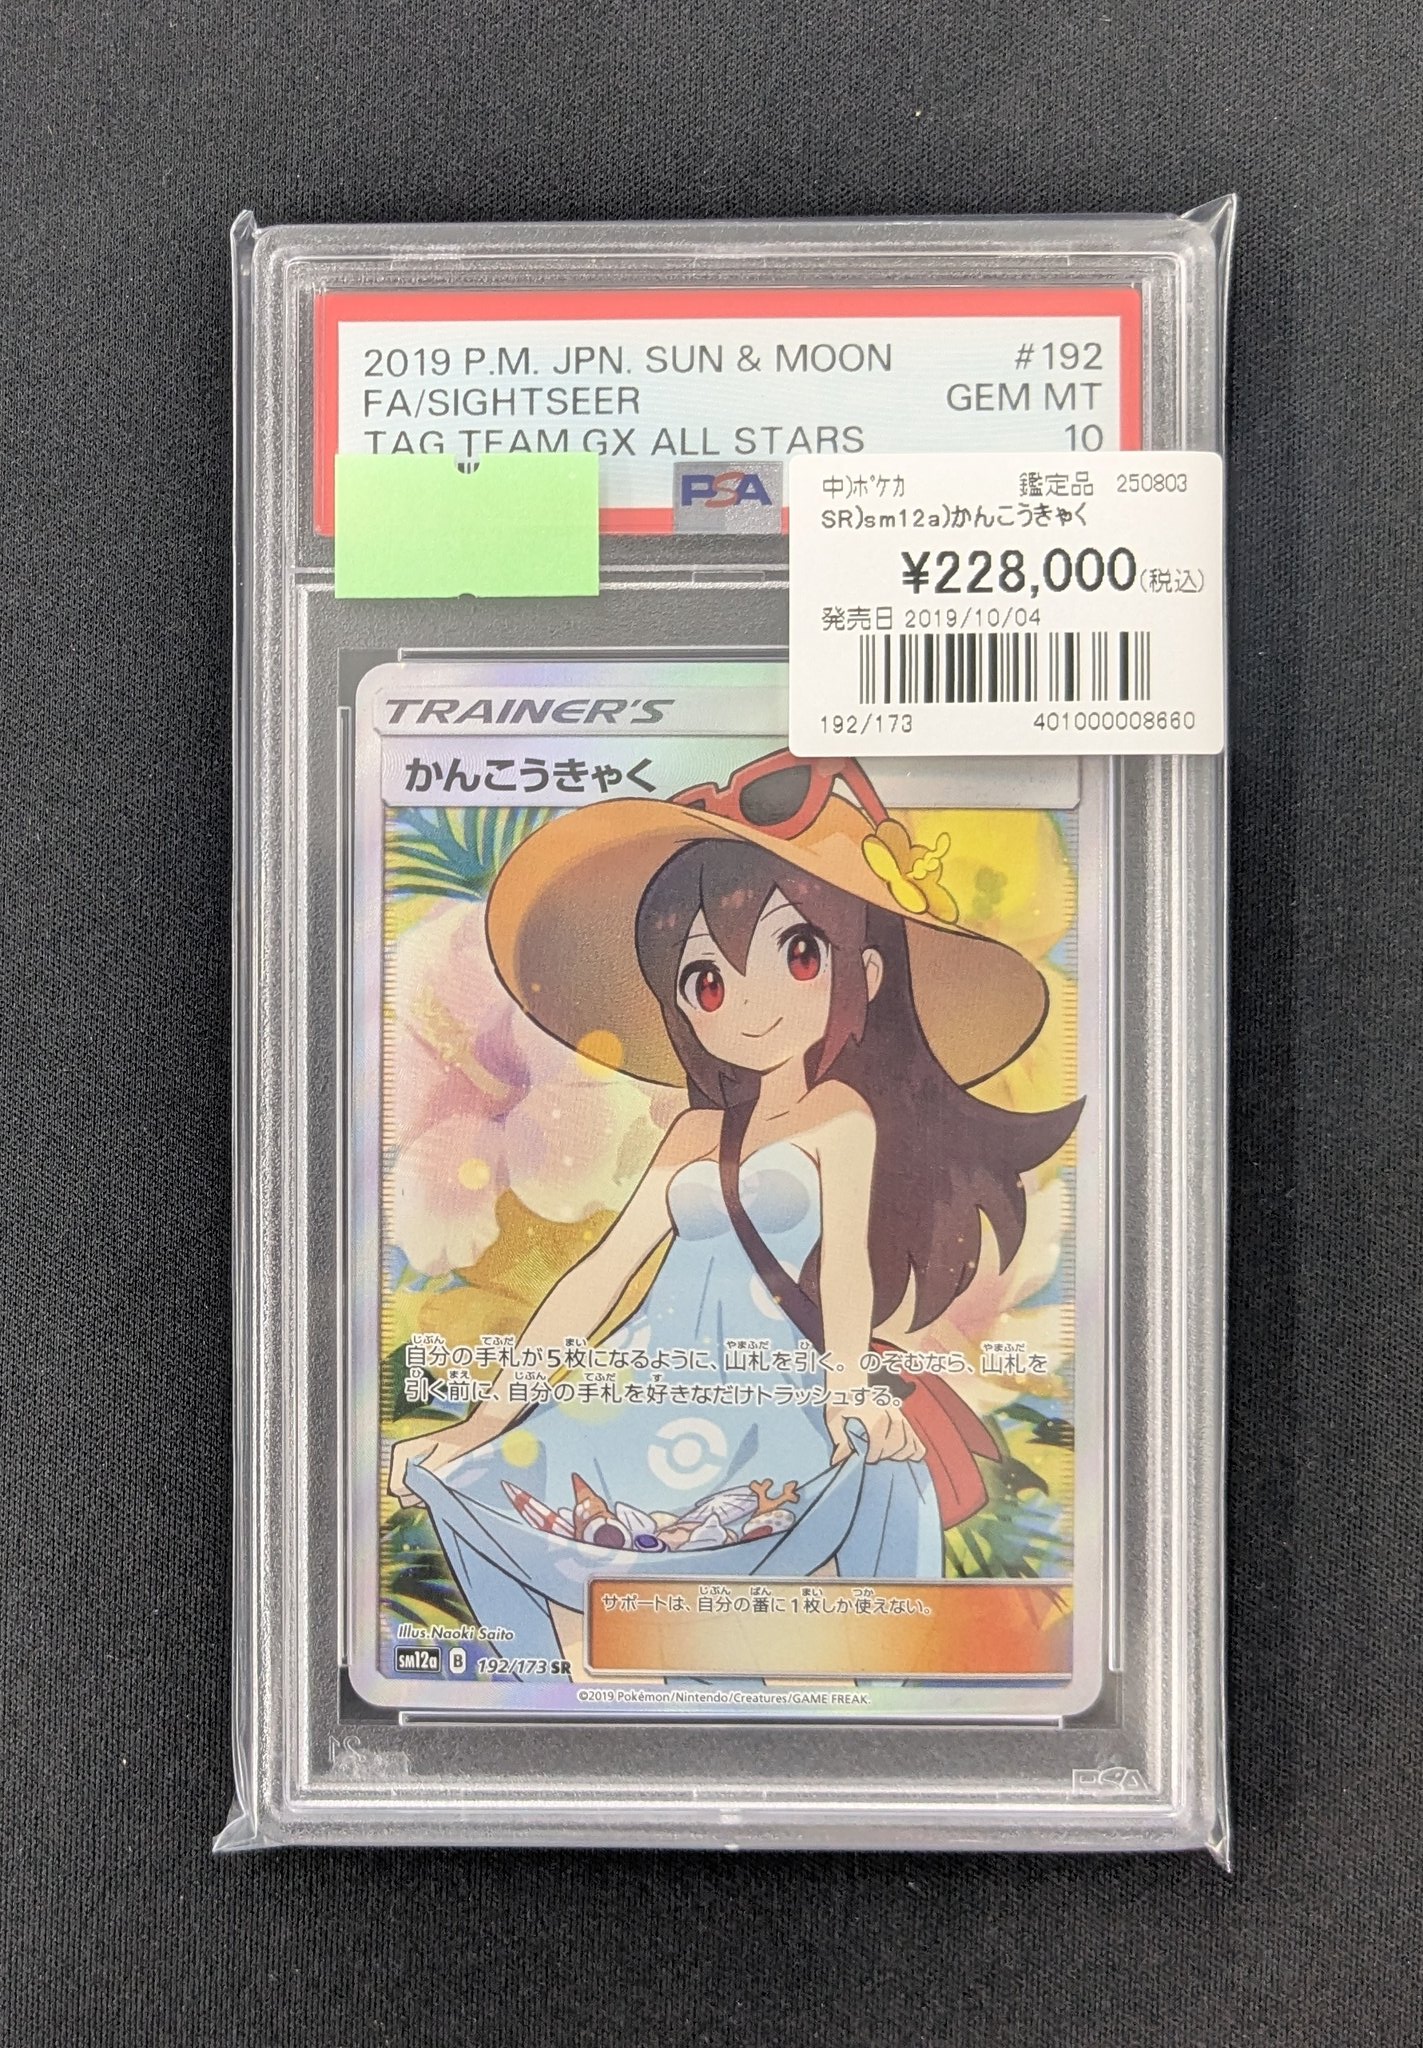 2019 P.M. JPN. SUN & MOON #192
FA/SIGHTSEER GEM MT
TAG TEAM GX ALL STARS 10
PSA
中)ﾎﾟｹｶ 鑑定品 250803
SR)sm12a)かんこうきゃく
¥228,000(税込)
発売日 2019/10/04
192/173 401000008660
TRAINER'S
かんこうきゃく
自分の手札が5枚になるように、山札を引く。のぞむなら、山札を
引く前に、自分の手札を好きなだけトラッシュする。
サポートは、自分の番に1枚しか使えない。
Illus. Naoki Saito
sm12a B 192/173 SR
©2019 Pokémon/Nintendo/Creatures/GAME FREAK.
PSA